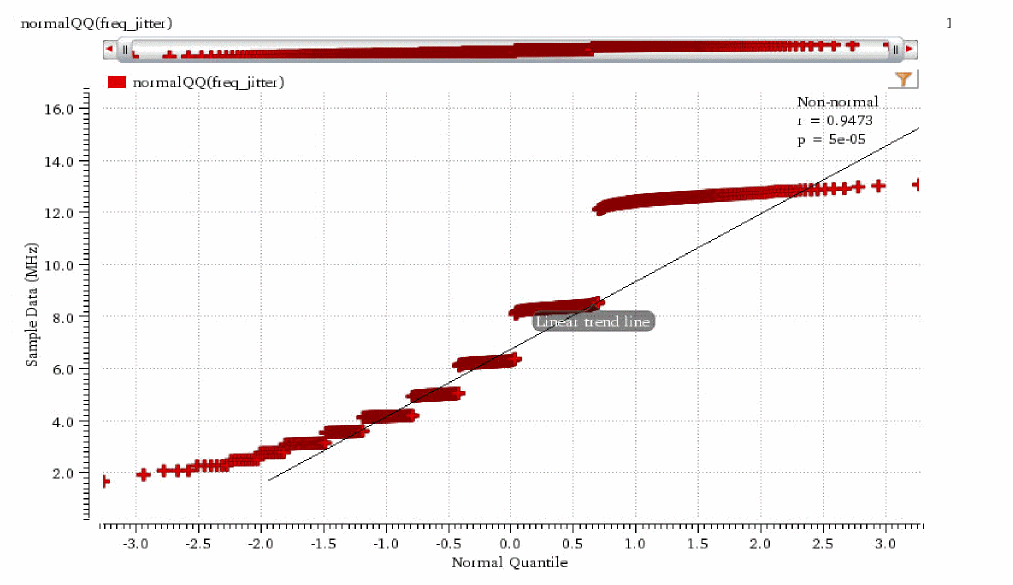 normalQQ(freq_jitter)
1
normalQQ(freq_jitter)
Non-normal
r = 0.9473
p = 5e-05
16.0
14.0
12.0
10.0
8.0
6.0
4.0
2.0
Sample Data (MHz)
Linear trend line
-3.0 -2.5 -2.0 -1.5 -1.0 -0.5 0.0 0.5 1.0 1.5 2.0 2.5 3.0
Normal Quantile